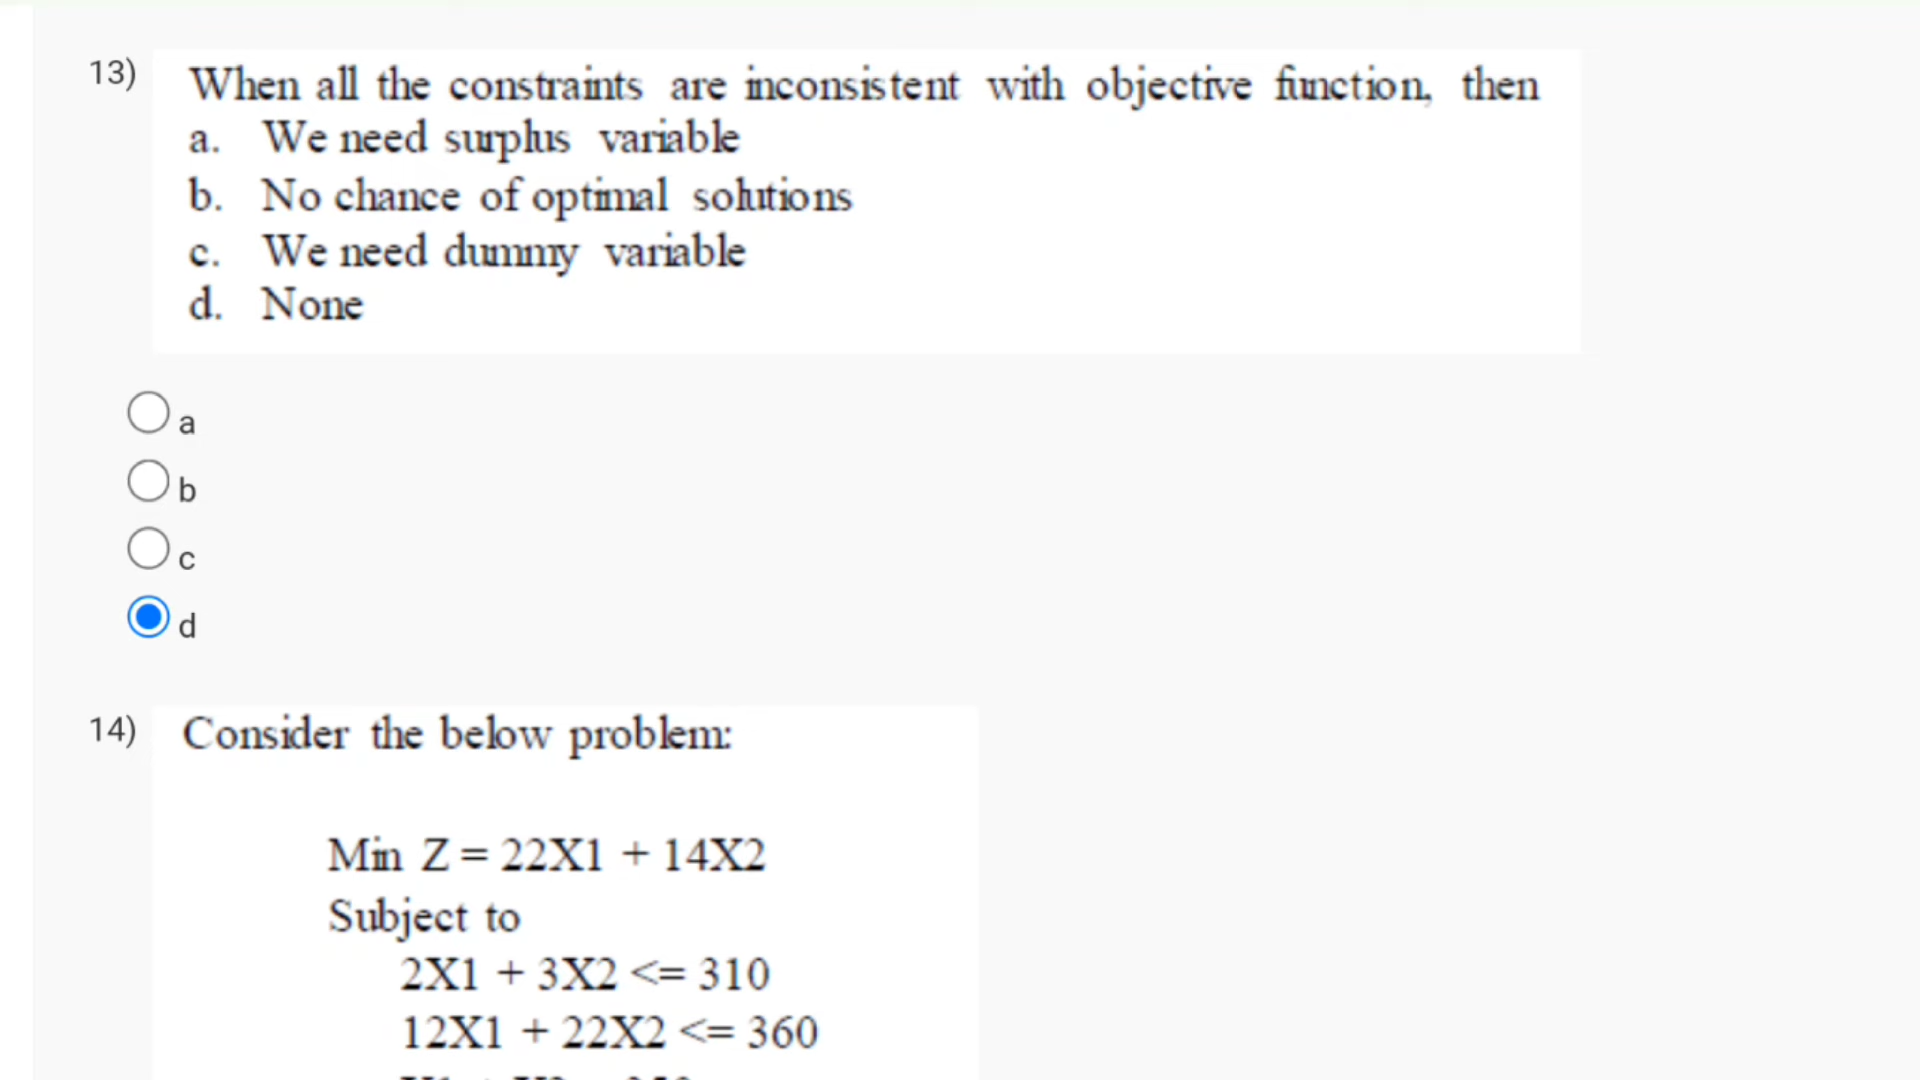 13) When all the constraints are inconsistent with objective function, then
a. We need surplus variable
b. No chance of optimal solutions
c. We need dummy variable
d. None
a
b
c
d
14) Consider the below problem:
Min Z = 22X1 + 14X2
Subject to
2X1 + 3X2 <= 310
12X1 + 22X2 <= 360